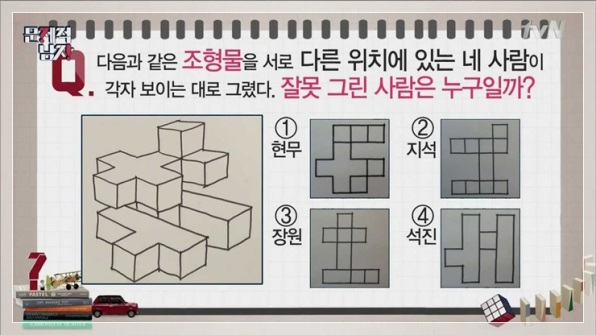 문제적
남자
tvN
Q. 다음과 같은 조형물을 서로 다른 위치에 있는 네 사람이
각자 보이는 대로 그렸다. 잘못 그린 사람은 누구일까?
① 현무
② 지석
③ 장원
④ 석진
?
PASTEL